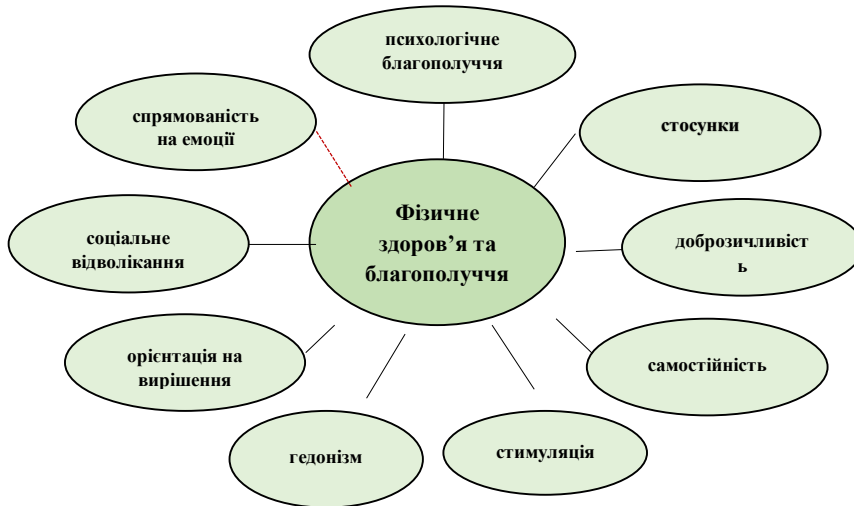 психологічне
благополуччя
спрямованість
на емоції
стосунки
Фізичне
здоров’я та
благополуччя
соціальне
відволікання
доброзичливіст
ь
орієнтація на
вирішення
самостійність
гедонізм
стимуляція